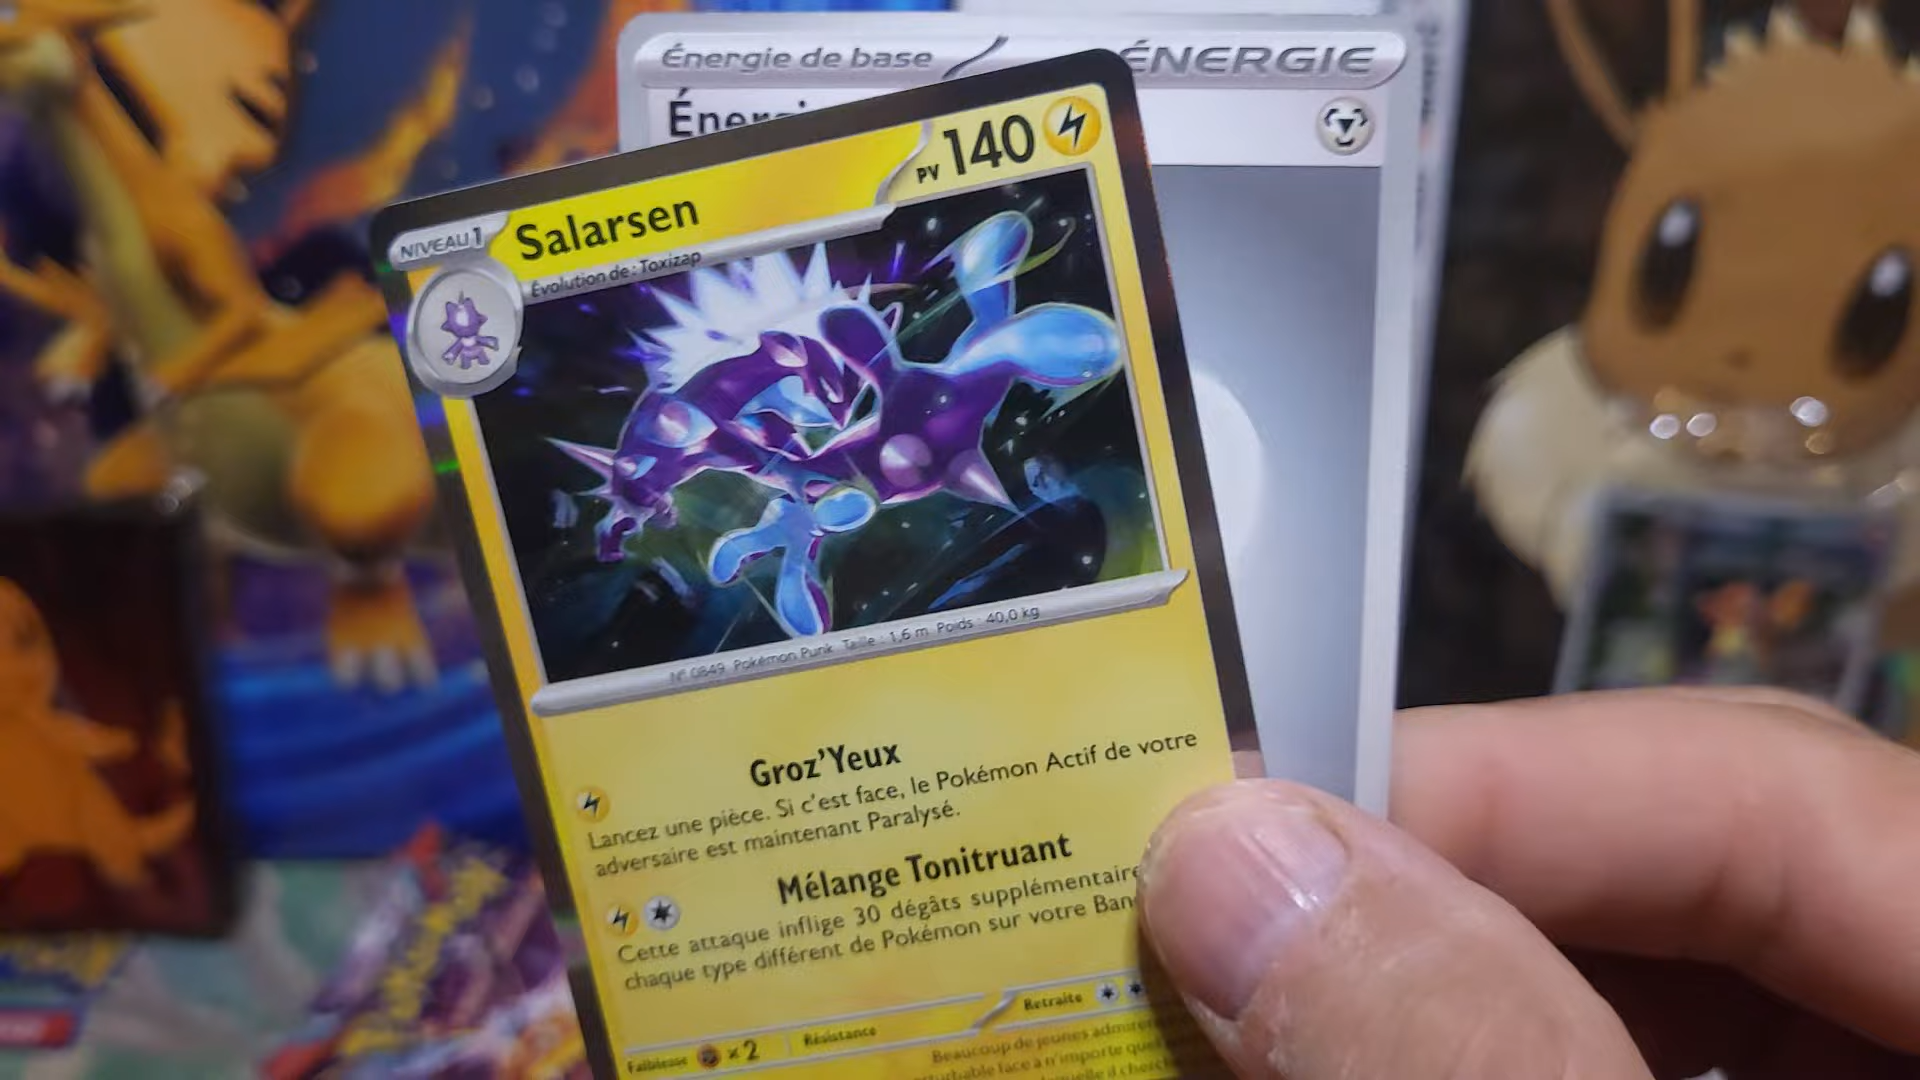 Énergie de base ÉNERGIE
NIVEAU 1 Salarsen PV 140
Évolution de : Toxizap
N° 0849 Pokémon Punk Taille : 1,6 m Poids : 40,0 kg
Groz'Yeux
Lancez une pièce. Si c'est face, le Pokémon Actif de votre
adversaire est maintenant Paralysé.
Mélange Tonitruant
Cette attaque inflige 30 dégâts supplémentaire
chaque type différent de Pokémon sur votre
Faiblesse ×2 Résistance Retraite
Beaucoup de jeunes
face à n'importe